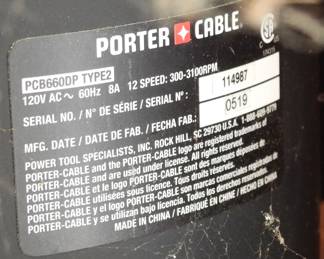 PORTER CABLE
PCB660DP TYPE2
120V AC ~ 60Hz 8A 12 SPEED: 300-3100RPM
SERIAL NO. / N° DE SÉRIE / SERIAL N° :
114987
MFG. DATE / DATE DE FAB. / FECHA FAB.:
0519
POWER TOOL SPECIALISTS, INC. ROCK HILL, SC 29730 U.S.A.
PORTER-CABLE and the PORTER-CABLE logo are registered trademarks of
PORTER-CABLE and are used under license. All rights reserved.
PORTER-CABLE et le logo PORTER-CABLE sont des marques déposées de
PORTER-CABLE utilisées sous licence. Tous droits réservés.
PORTER-CABLE y el logo PORTER-CABLE son marcas comerciales registradas de
PORTER-CABLE y se utilizan bajo licencia. Todos los derechos reservados.
MADE IN CHINA / FABRIQUÉ EN CHINE / HECHO EN CHINA